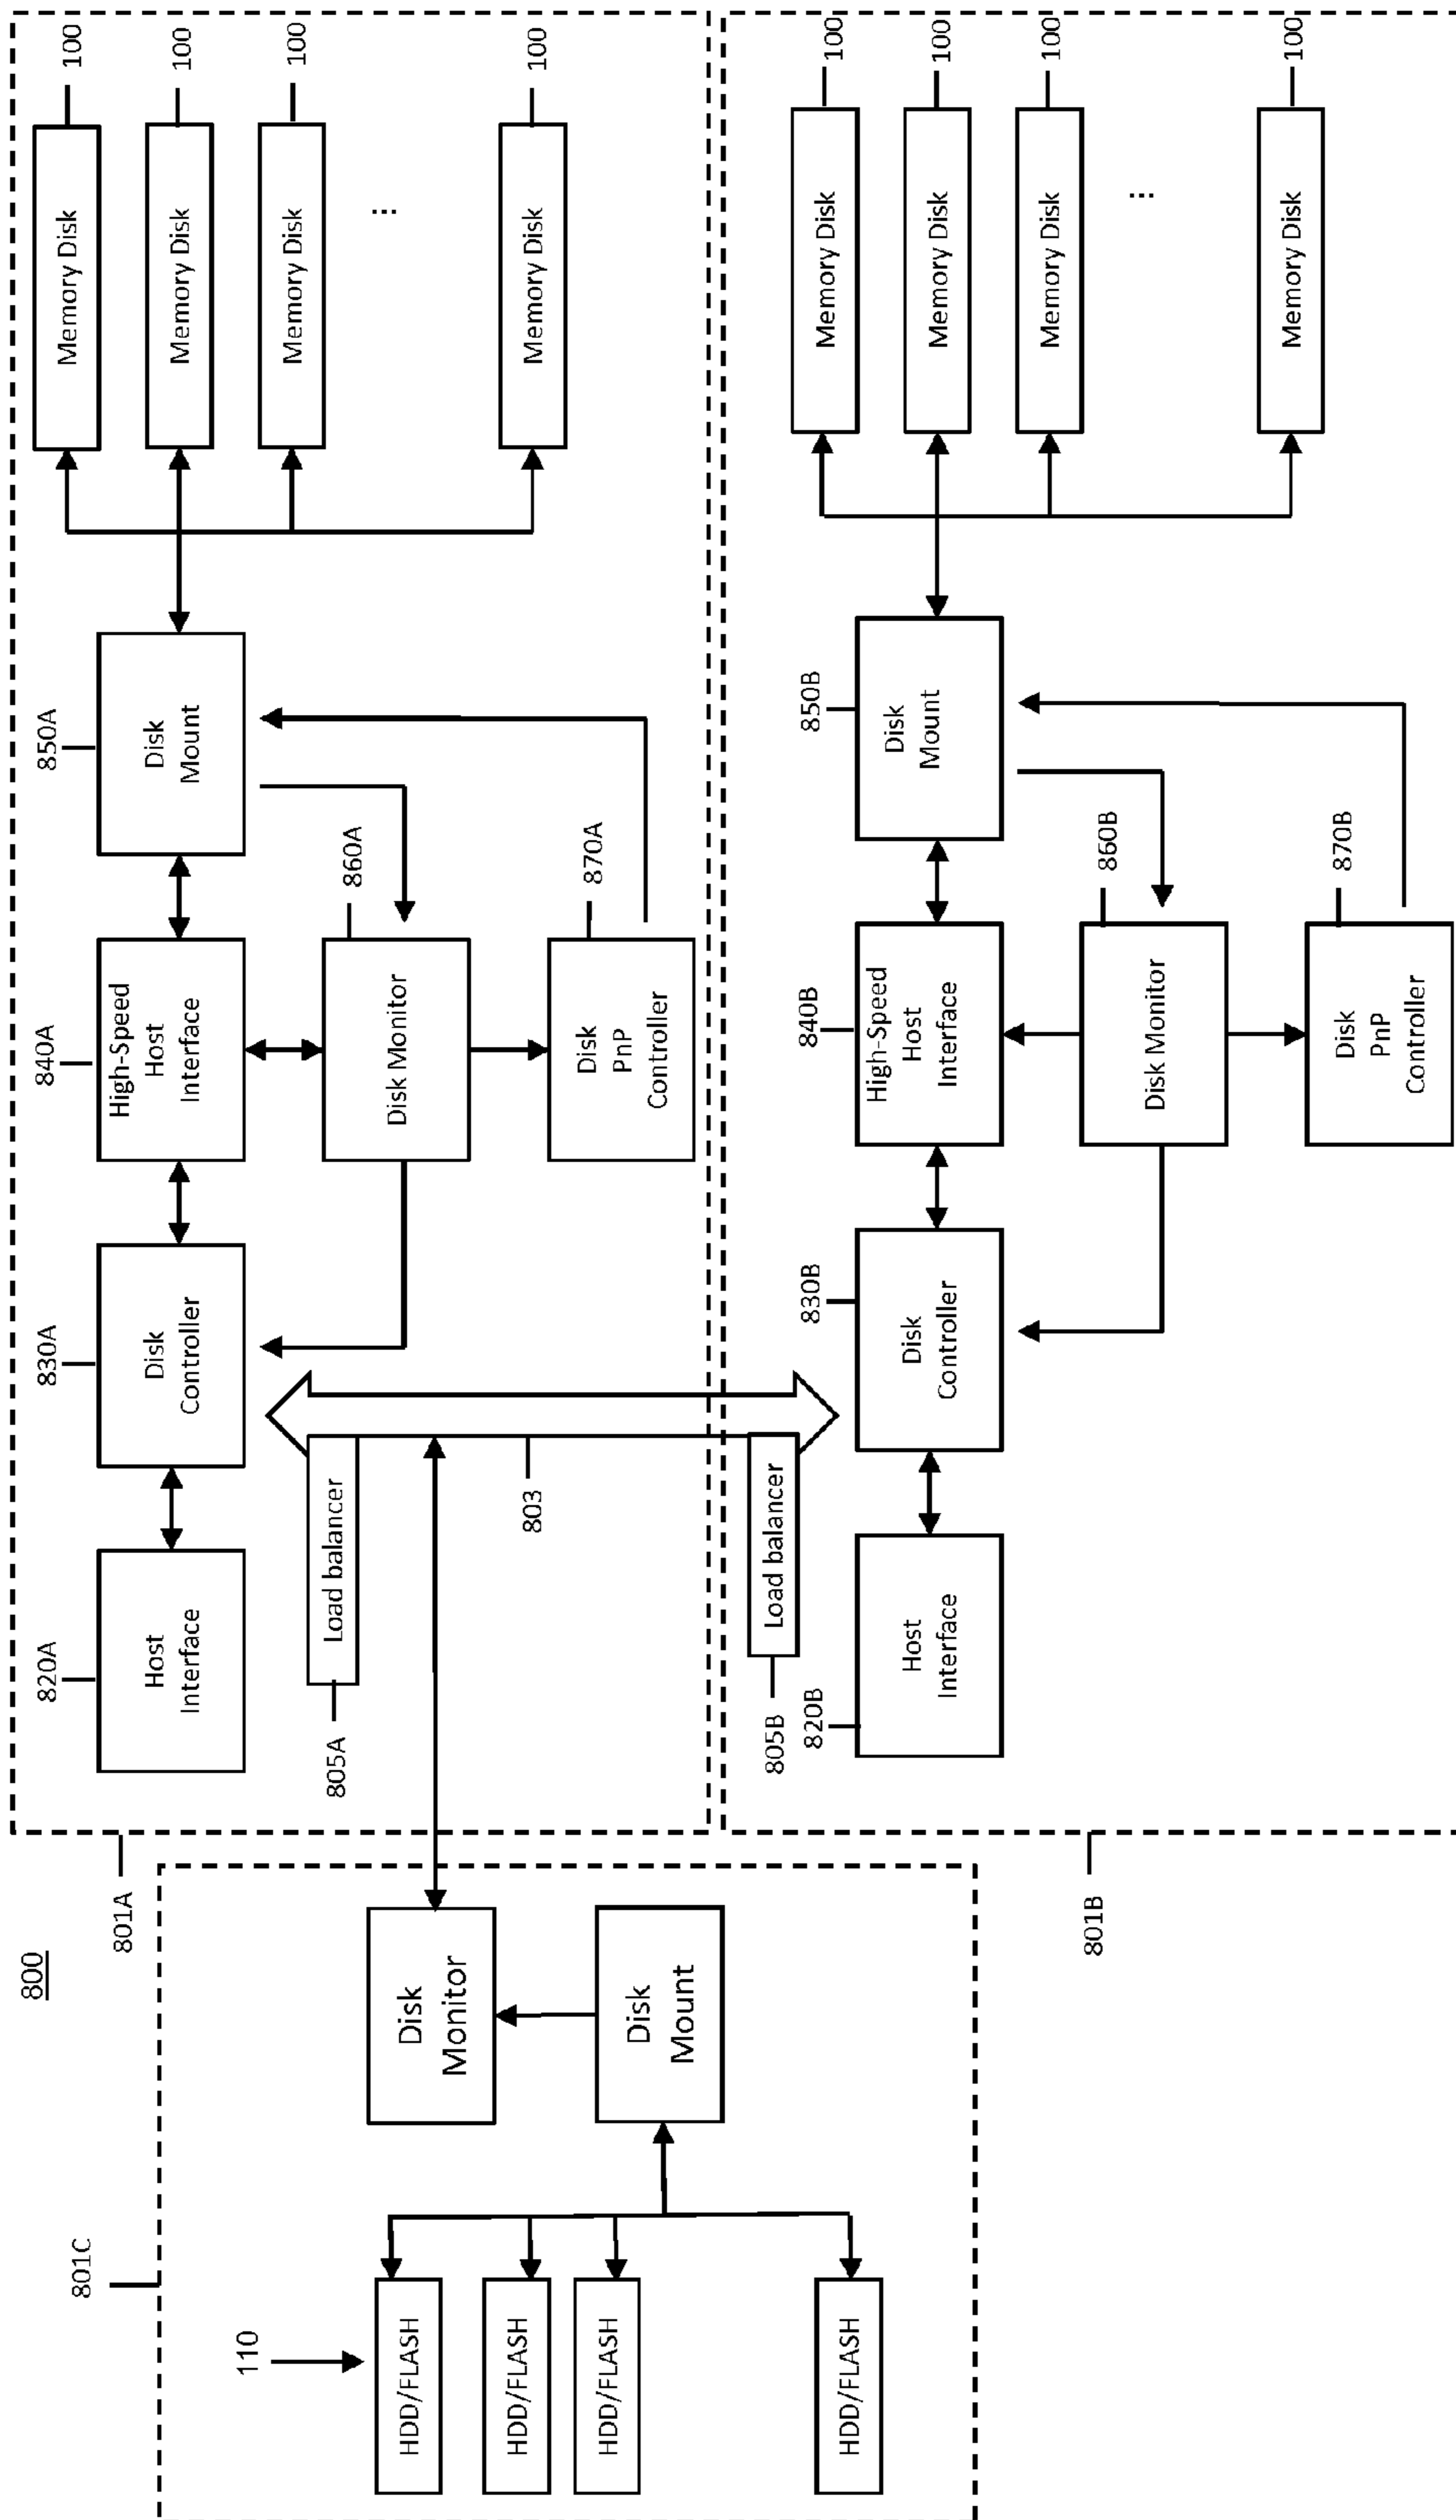 800
801A
820A
Host
Interface
830A
Disk
Controller
840A
High-Speed
Host
Interface
850A
Disk
Mount
Memory Disk
100
Memory Disk
100
Memory Disk
100
...
Memory Disk
100
860A
Disk Monitor
870A
Disk
PnP
Controller
805A
Load balancer
803
801C
110
HDD/FLASH
HDD/FLASH
HDD/FLASH
HDD/FLASH
Disk
Monitor
Disk
Mount
801B
805B
Load balancer
820B
Host
Interface
830B
Disk
Controller
840B
High-Speed
Host
Interface
850B
Disk
Mount
Memory Disk
100
Memory Disk
100
Memory Disk
100
...
Memory Disk
100
860B
Disk Monitor
870B
Disk
PnP
Controller